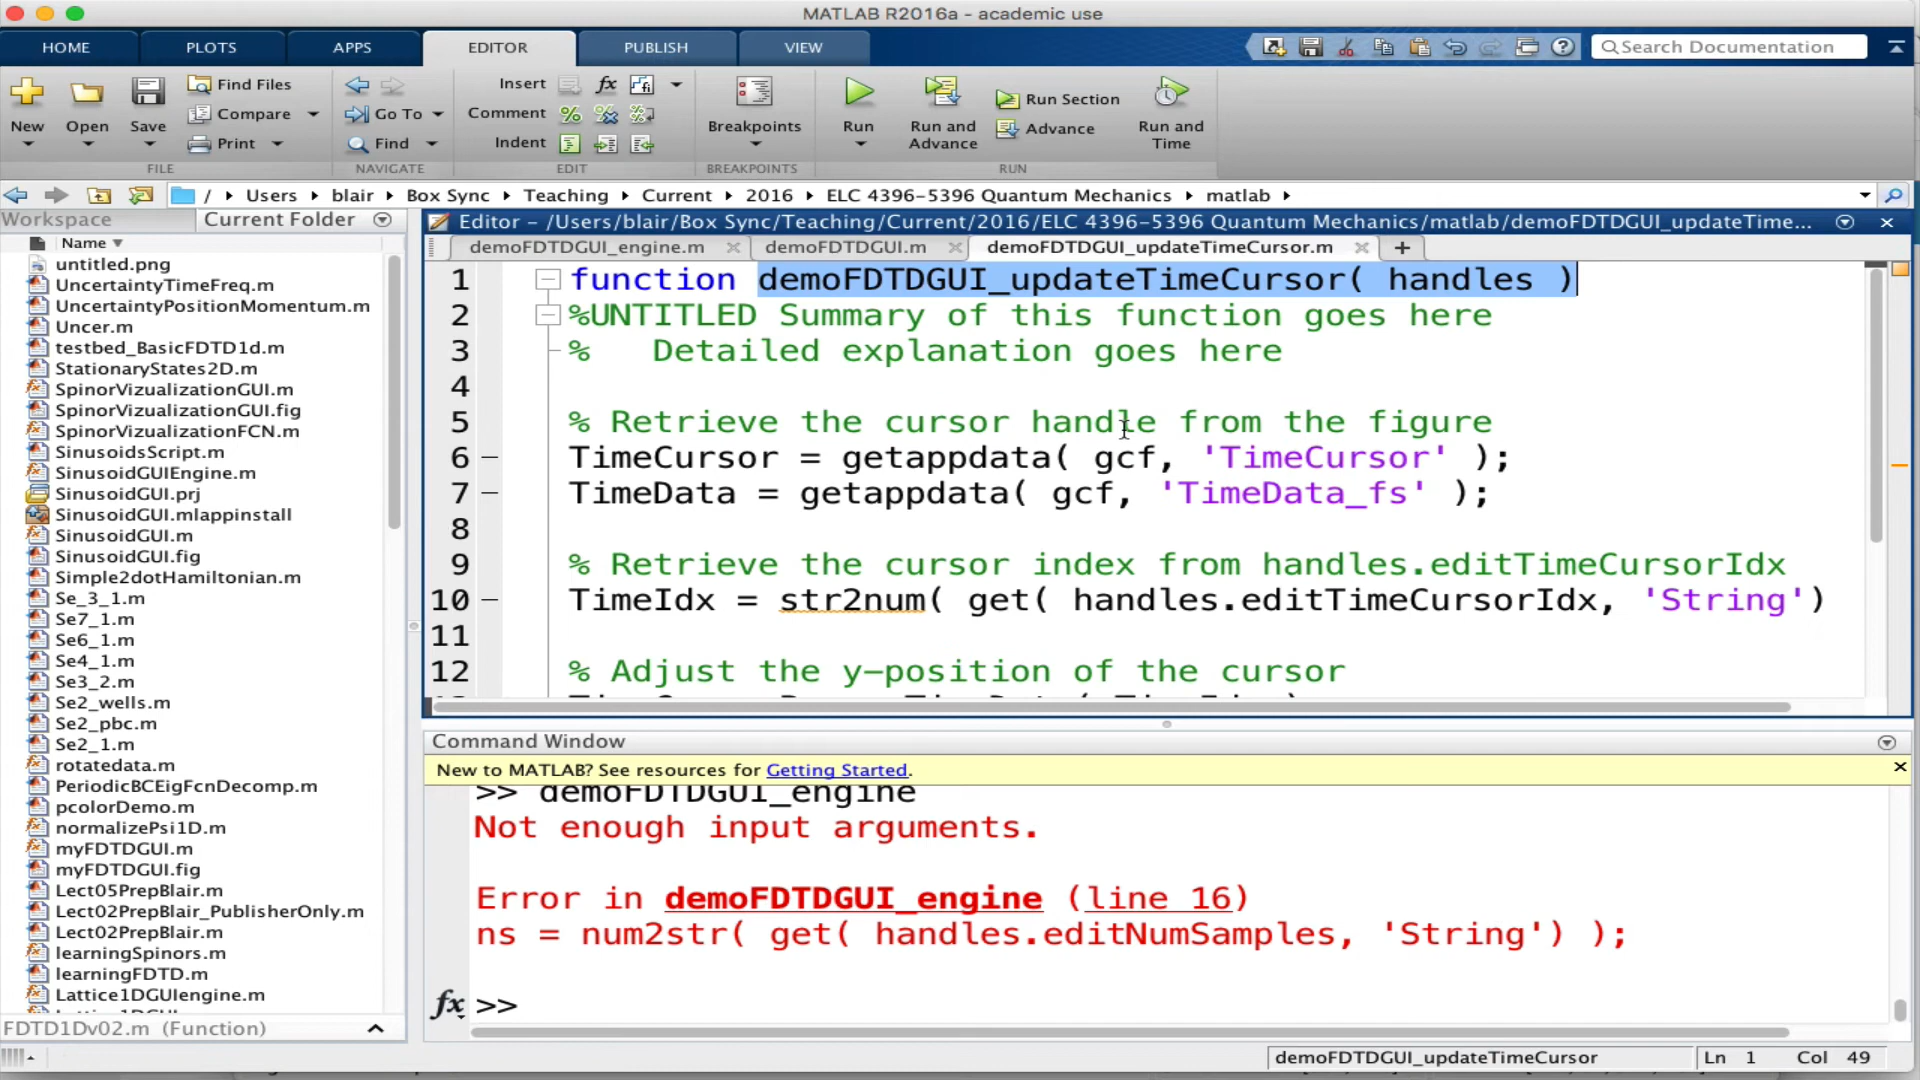 MATLAB R2016a - academic use
HOME PLOTS APPS EDITOR PUBLISH VIEW
Search Documentation
New Open Save Find Files Compare Print Go To Find Insert Comment Indent Breakpoints Run Run and Advance Run Section Advance Run and Time
FILE NAVIGATE EDIT BREAKPOINTS RUN
/ Users blair Box Sync Teaching Current 2016 ELC 4396-5396 Quantum Mechanics matlab
Workspace Current Folder
Name
untitled.png
UncertaintyTimeFreq.m
UncertaintyPositionMomentum.m
Uncer.m
testbed_BasicFDTD1d.m
StationaryStates2D.m
SpinorVizualizationGUI.m
SpinorVizualizationGUI.fig
SpinorVizualizationFCN.m
SinusoidsScript.m
SinusoidGUIEngine.m
SinusoidGUI.prj
SinusoidGUI.mlappinstall
SinusoidGUI.m
SinusoidGUI.fig
Simple2dotHamiltonian.m
Se_3_1.m
Se7_1.m
Se6_1.m
Se4_1.m
Se3_2.m
Se2_wells.m
Se2_pbc.m
Se2_1.m
rotatedata.m
PeriodicBCEigFcnDecomp.m
pcolorDemo.m
normalizePsi1D.m
myFDTDGUI.m
myFDTDGUI.fig
Lect05PrepBlair.m
Lect02PrepBlair_PublisherOnly.m
Lect02PrepBlair.m
learningSpinors.m
learningFDTD.m
Lattice1DGUIengine.m
FDTD1Dv02.m (Function)
Editor - /Users/blair/Box Sync/Teaching/Current/2016/ELC 4396-5396 Quantum Mechanics/matlab/demoFDTDGUI_updateTime...
demoFDTDGUI_engine.m demoFDTDGUI.m demoFDTDGUI_updateTimeCursor.m
1 function demoFDTDGUI_updateTimeCursor( handles )
2 %UNTITLED Summary of this function goes here
3 % Detailed explanation goes here
4
5 % Retrieve the cursor handle from the figure
6 TimeCursor = getappdata( gcf, 'TimeCursor' );
7 TimeData = getappdata( gcf, 'TimeData_fs' );
8
9 % Retrieve the cursor index from handles.editTimeCursorIdx
10 TimeIdx = str2num( get( handles.editTimeCursorIdx, 'String')
11
12 % Adjust the y-position of the cursor
Command Window
New to MATLAB? See resources for Getting Started.
>> demoFDTDGUI_engine
Not enough input arguments.
Error in demoFDTDGUI_engine (line 16)
ns = num2str( get( handles.editNumSamples, 'String') );
fx >>
demoFDTDGUI_updateTimeCursor Ln 1 Col 49